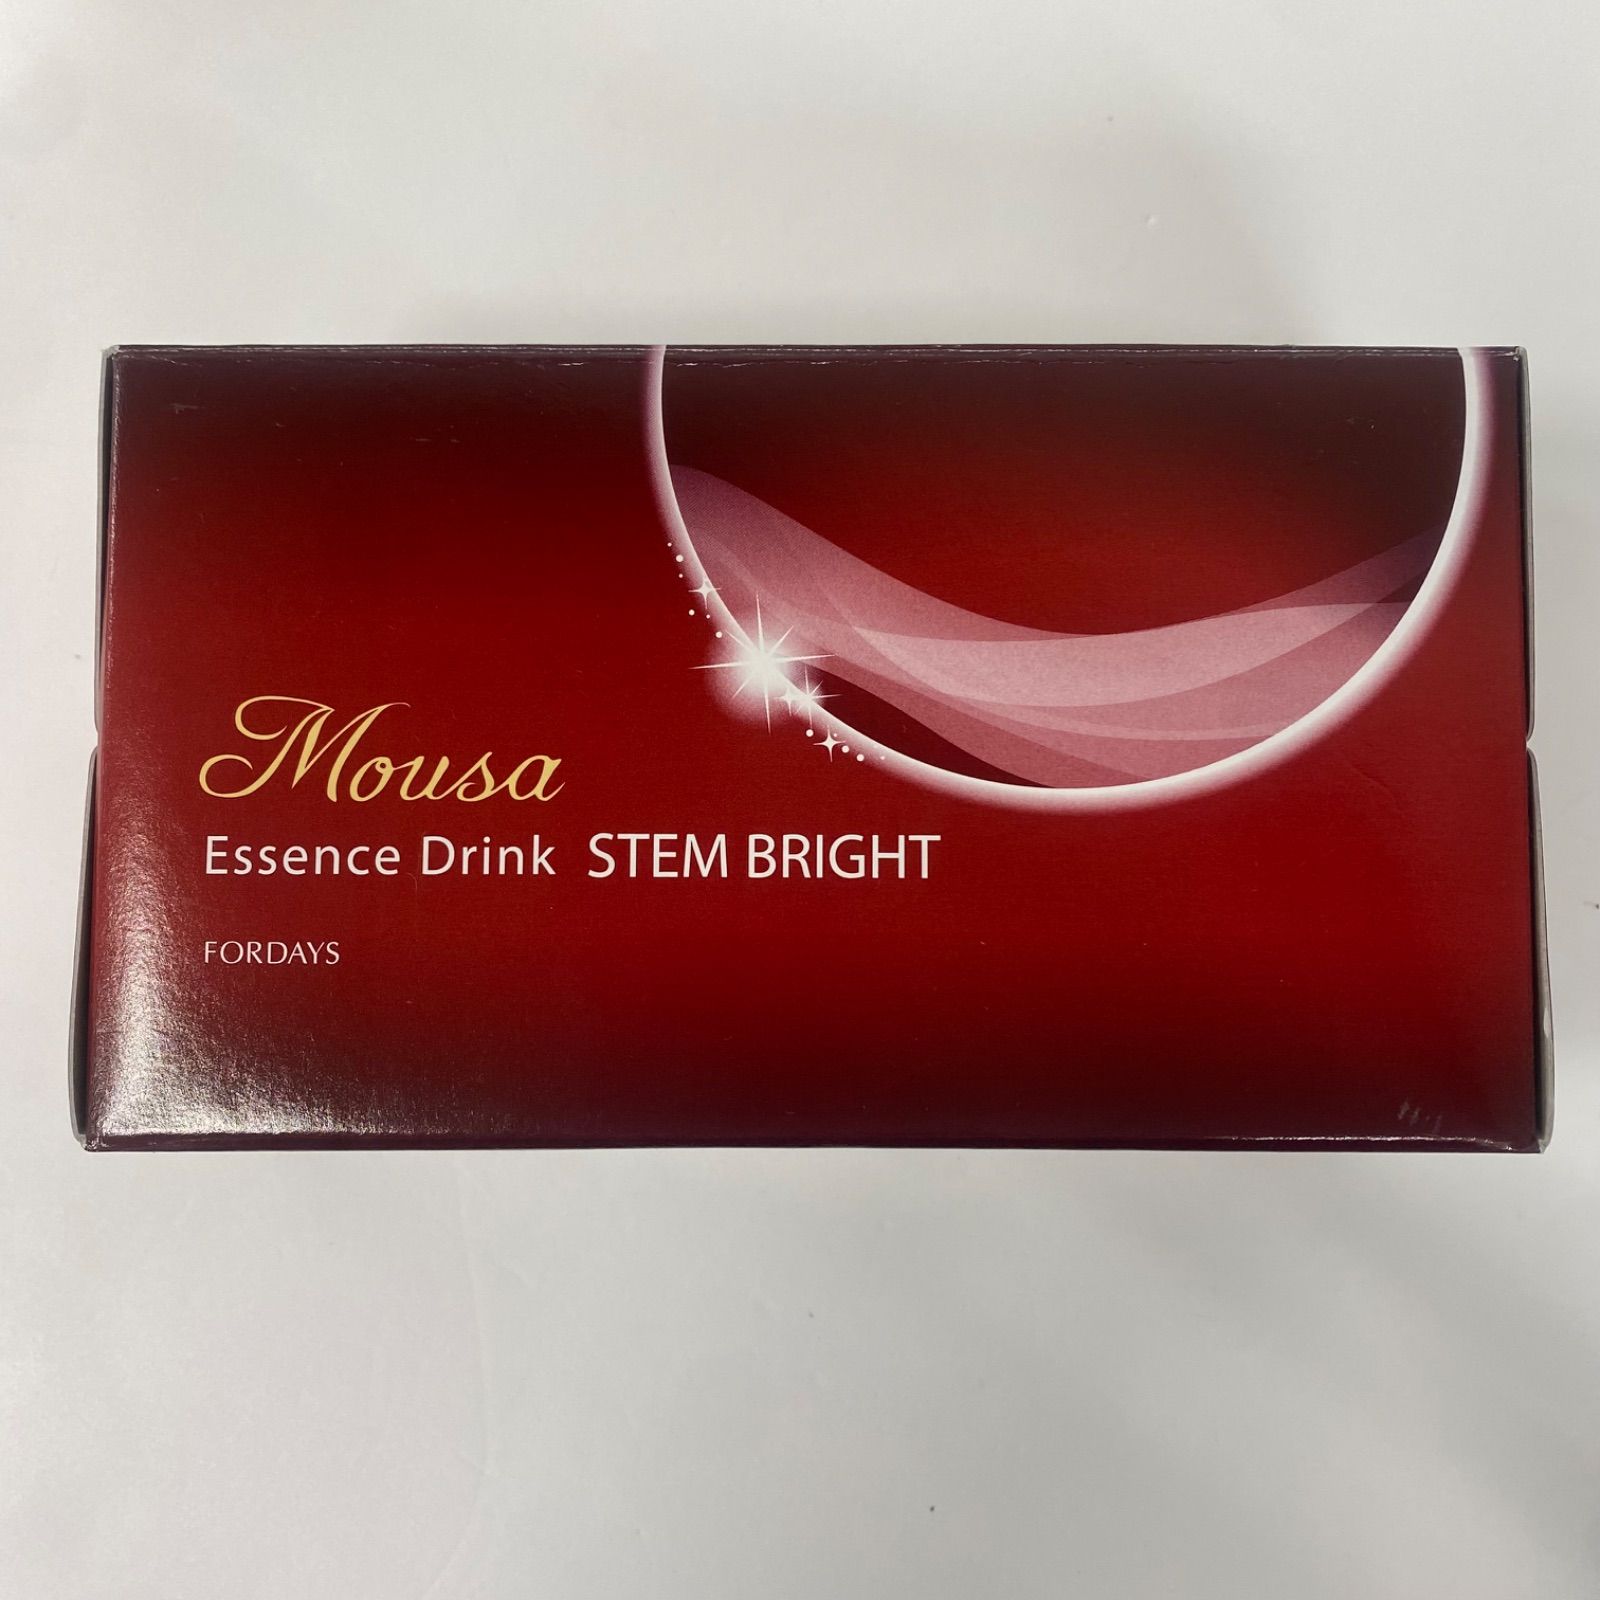 Mousa
Essence Drink STEM BRIGHT
FORDAYS